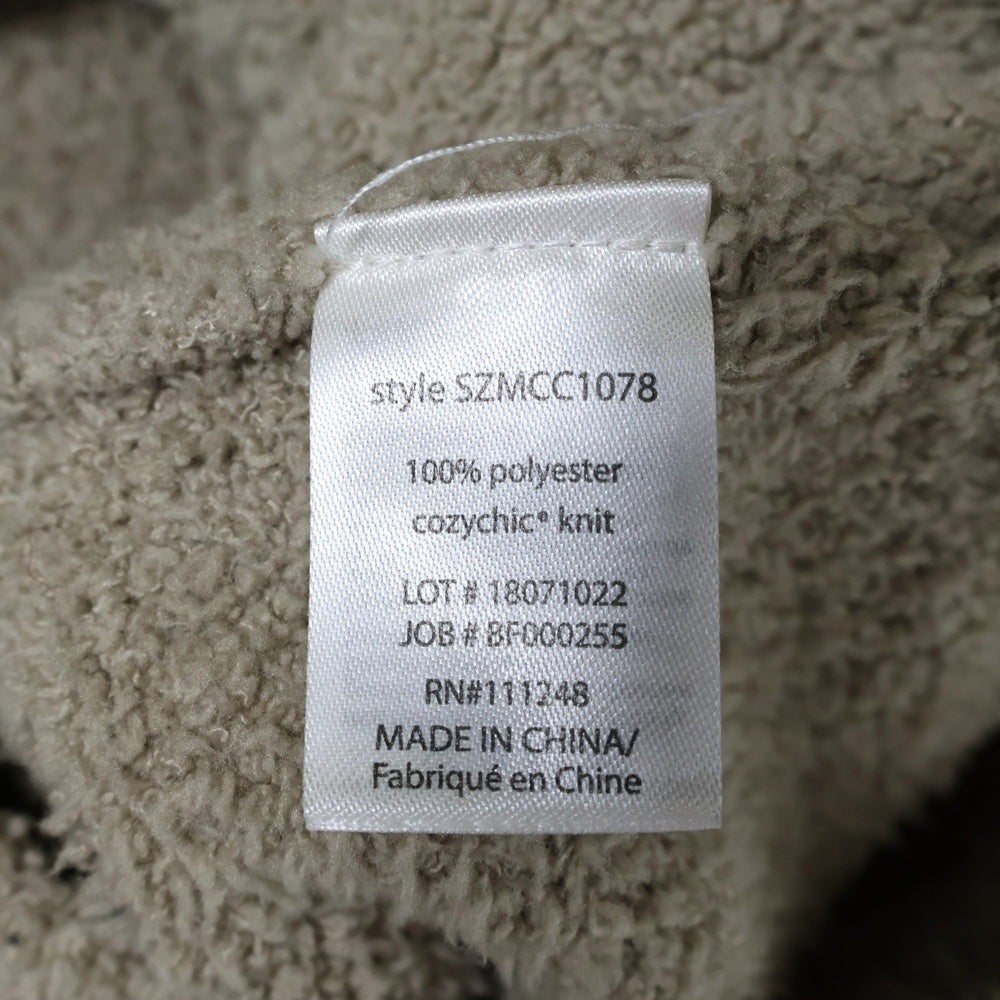 style SZMCC1078
100% polyester
cozychic® knit
LOT # 18071022
JOB # BF000255
RN#111248
MADE IN CHINA/
Fabriqué en Chine